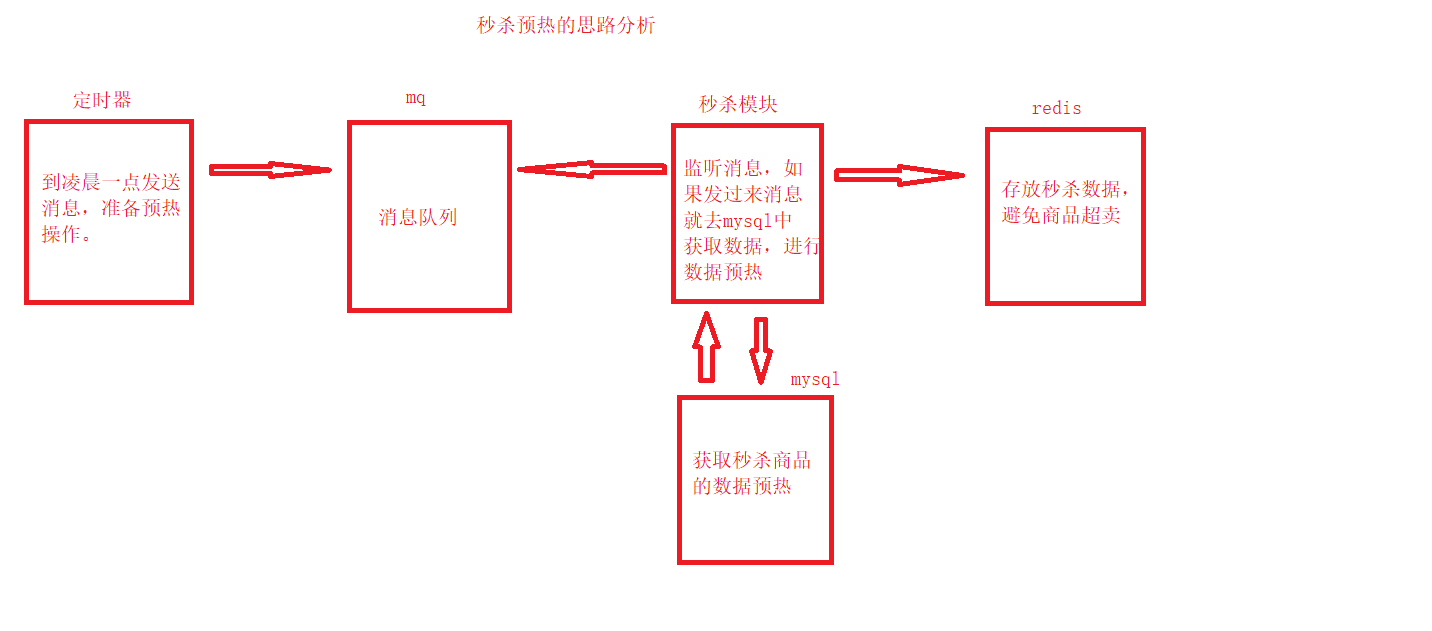 秒杀预热的思路分析
定时器
到凌晨一点发送
消息，准备预热
操作。
mq
消息队列
秒杀模块
监听消息，如
果发过来消息
就去mysql中
获取数据，进行
数据预热
redis
存放秒杀数据，
避免商品超卖
mysql
获取秒杀商品
的数据预热